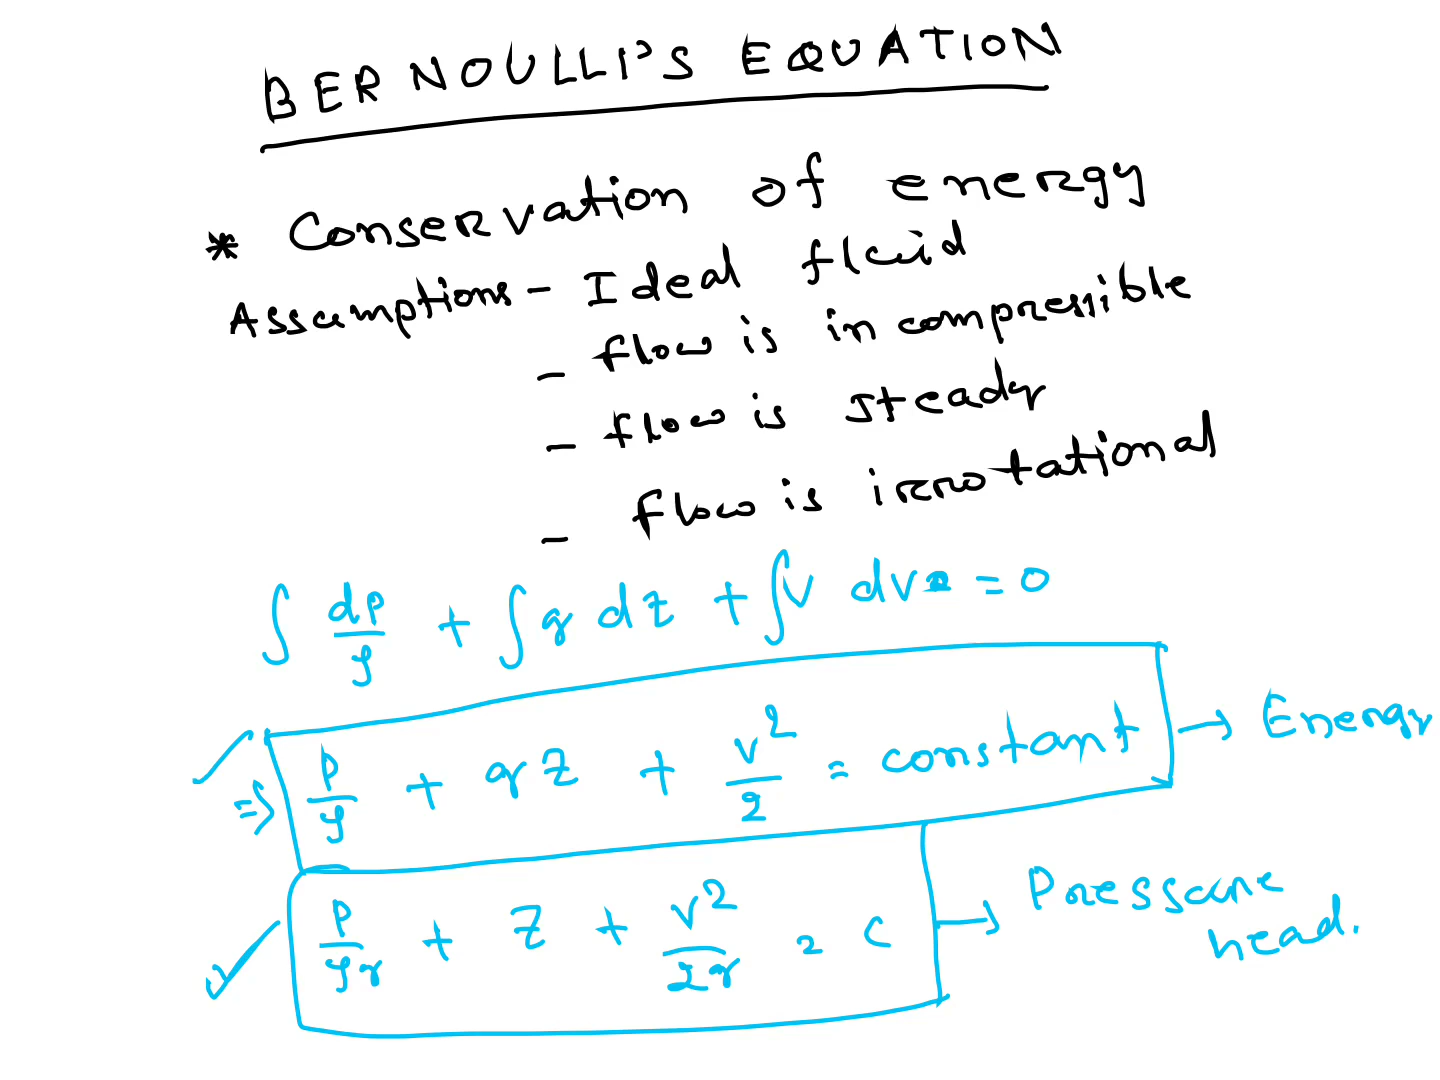 BERNOULLI'S EQUATION
* Conservation of energy
Assumptions - Ideal fluid
- flow is incompressible
- flow is steady
- flow is irrotational
∫ dp/ρ + ∫ g dz + ∫ v dv = 0
⇒ P/ρ + gz + v²/2 = constant → Energy
P/ρg + Z + v²/2g = C → Pressure
head.